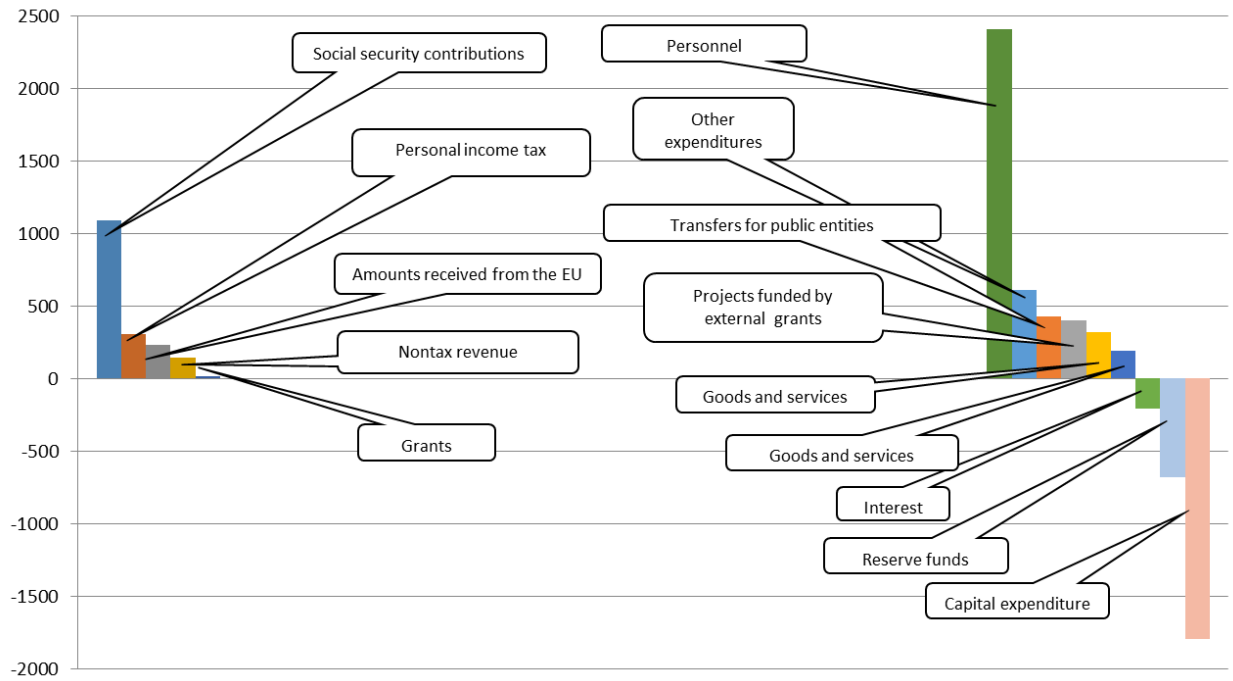 2500
2000
1500
1000
500
0
-500
-1000
-1500
-2000
Social security contributions
Personal income tax
Amounts received from the EU
Nontax revenue
Grants
Personnel
Other
expenditures
Transfers for public entities
Projects funded by
external grants
Goods and services
Goods and services
Interest
Reserve funds
Capital expenditure